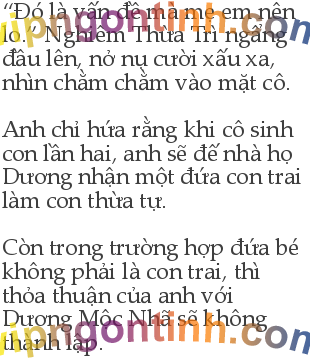 “Đó là vấn đề mà mẹ em nên
lo.” Nghiêm Thừa Trì ngẩng
đầu lên, nở nụ cười xấu xa,
nhìn chằm chằm vào mặt cô.
Anh chỉ hứa rằng khi cô sinh
con lần hai, anh sẽ để nhà họ
Dương nhận một đứa con trai
làm con thừa tự.
Còn trong trường hợp đứa bé
không phải là con trai, thì
thỏa thuận của anh với
Dương Mộc Nhã sẽ không
thành lập.
vipngontinh.com
vipngontinh.com